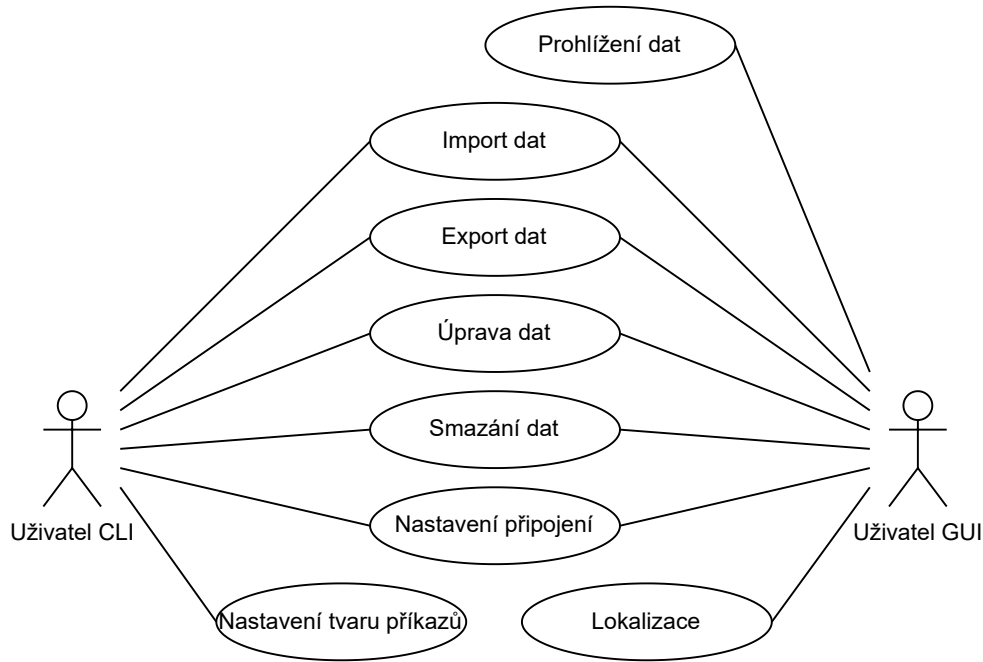 Prohlížení dat
Import dat
Export dat
Úprava dat
Smazání dat
Nastavení připojení
Uživatel CLI
Uživatel GUI
Nastavení tvaru příkazů
Lokalizace